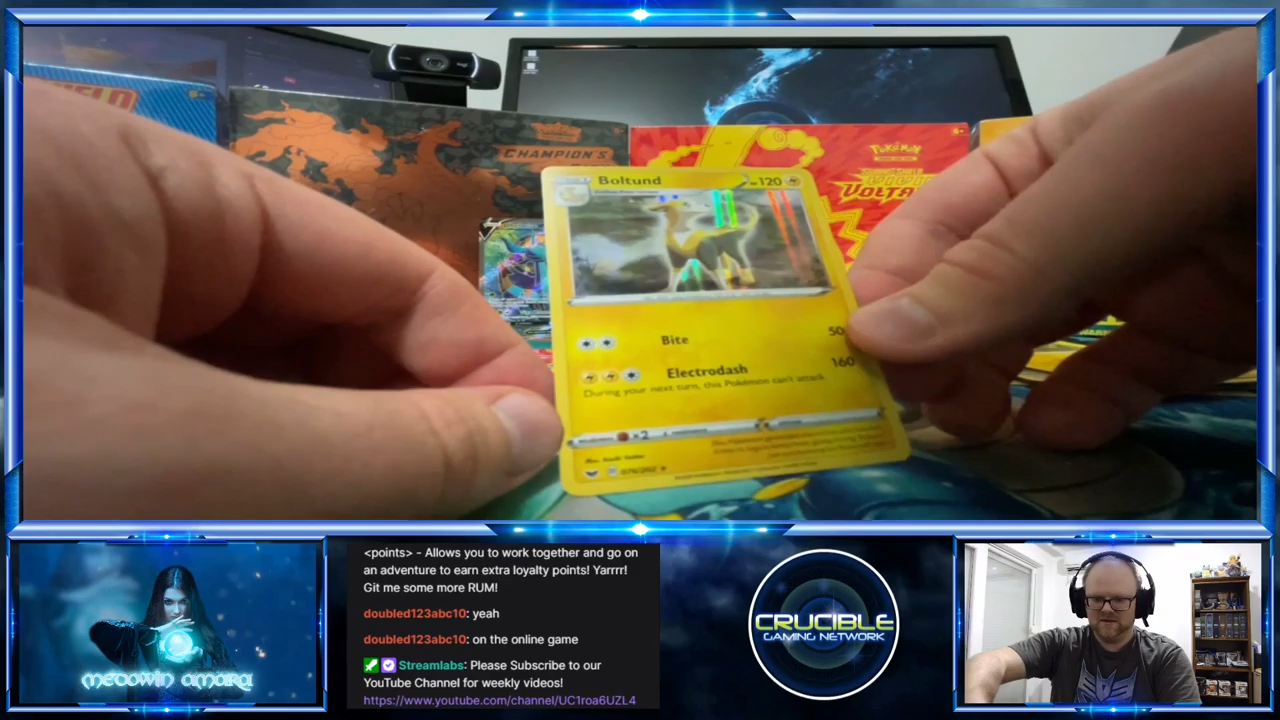 CHAMPION'S
Pokémon
VOLTA
Boltund
120
Bite
50
Electrodash
160
During your next turn, this Pokémon can't attack.
×2
<points> - Allows you to work together and go on
an adventure to earn extra loyalty points! Yarrrr!
Git me some more RUM!
doubled123abc10: yeah
doubled123abc10: on the online game
Streamlabs: Please Subscribe to our
YouTube Channel for weekly videos!
https://www.youtube.com/channel/UC1roa6UZL4
CRUCIBLE
GAMING NETWORK